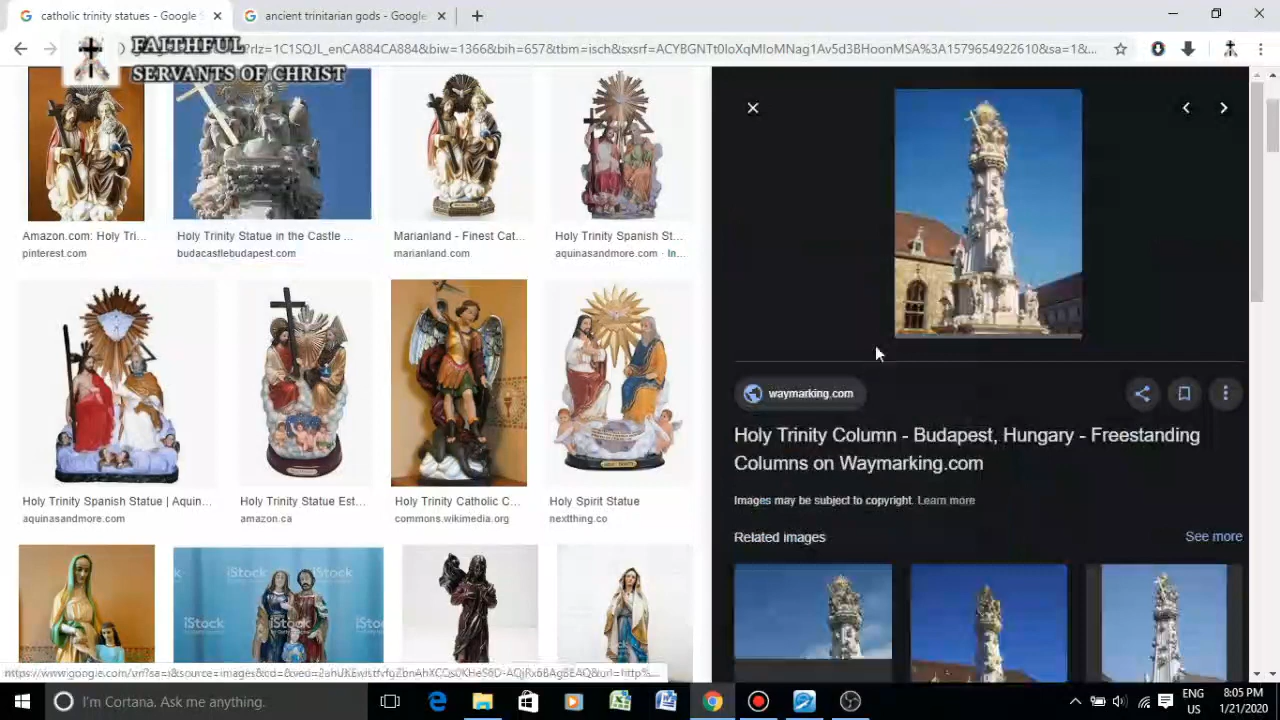 catholic trinity statues - Google S
ancient trinitarian gods - Google
FAITHFUL
SERVANTS OF CHRIST
Amazon.com: Holy Tri...
pinterest.com
Holy Trinity Statue in the Castle ...
budacastlebudapest.com
Marianland - Finest Cat...
marianland.com
Holy Trinity Spanish St...
aquinasandmore.com · In...
Holy Trinity Spanish Statue | Aquin...
aquinasandmore.com
Holy Trinity Statue Est...
amazon.ca
Holy Trinity Catholic C...
commons.wikimedia.org
Holy Spirit Statue
nextthing.co
iStock
iStock
iStock
waymarking.com
Holy Trinity Column - Budapest, Hungary - Freestanding
Columns on Waymarking.com
Images may be subject to copyright. Learn more
Related images
See more
I'm Cortana. Ask me anything.
ENG
US
8:05 PM
1/21/2020